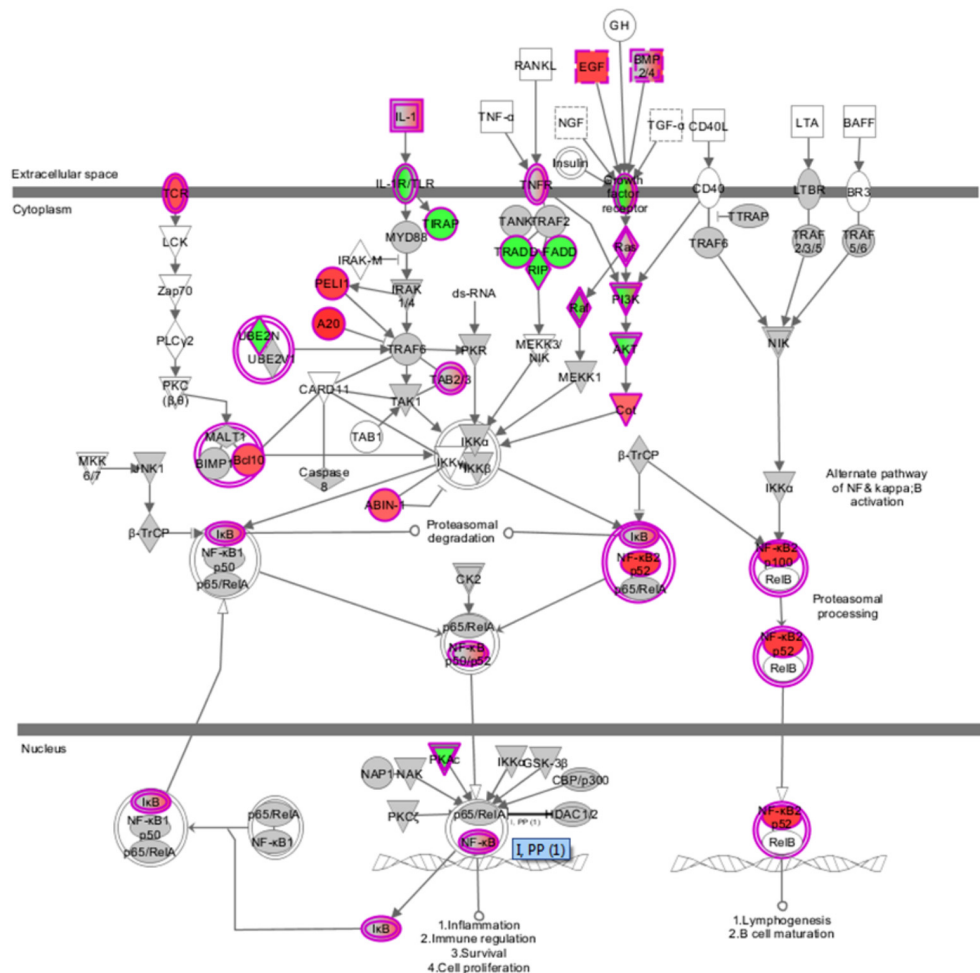 GH
RANKL
EGF
BMP
2/4
IL-1
TNF-α
NGF
TGF-α
CD40L
LTA
BAFF
Insulin
Extracellular space
TCR
IL-1R/TLR
TNFR
Growth
factor
receptor
CD40
LTBR
BR3
Cytoplasm
LCK
MYD88
TIRAP
TANK
TRAF2
TRADD
FADD
RIP
Ras
TRAF6
TTRAP
TRAF
2/3/5
TRAF
5/6
Zap70
IRAK-M
PELI1
IRAK
1/4
ds-RNA
Raf
PI3K
PLCγ2
A20
UBE2N
UBE2V1
TRAF6
PKR
MEKK3/
NIK
AKT
NIK
PKC
(β,θ)
CARD11
TAK1
TAB2/3
MEKK1
Cot
TAB1
MALT1
BIMP1
Bcl10
IKKα
IKKγ
IKKβ
MKK
6/7
JNK1
Caspase
8
β-TrCP
IKKα
Alternate pathway
of NF& kappa;B
activation
ABIN-1
β-TrCP
IκB
NF-κB1
p50
p65/RelA
Proteasomal
degradation
IκB
NF-κB2
p52
p65/RelA
NF-κB2
p100
RelB
CK2
Proteasomal
processing
p65/RelA
NF-κB
p50/p52
NF-κB2
p52
RelB
Nucleus
PKAc
NAP1
NAK
IKKα
GSK-3β
CBP/p300
PKCζ
p65/RelA
HDAC1/2
I, PP (1)
NF-κB
I, PP (1)
IκB
NF-κB1
p50
p65/RelA
p65/RelA
NF-κB1
NF-κB2
p52
RelB
IκB
1.Inflammation
2.Immune regulation
3.Survival
4.Cell proliferation
1.Lymphogenesis
2.B cell maturation